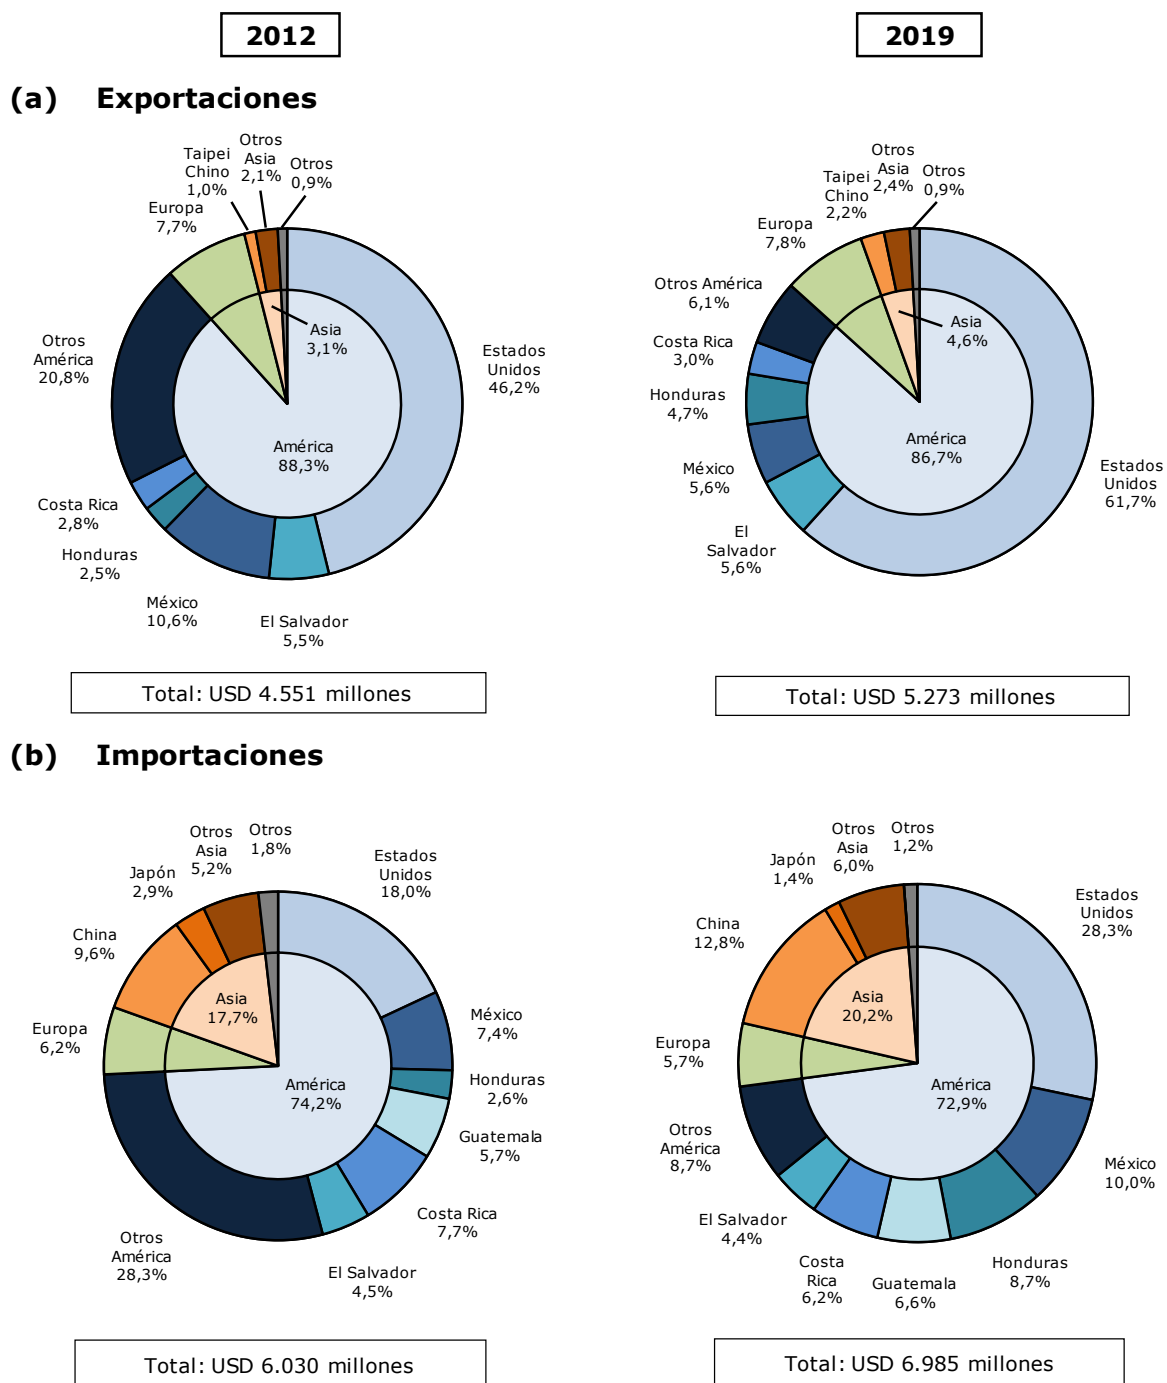 2012
2019
(a) Exportaciones
Taipei
Chino
1,0%
Otros
Asia
2,1%
Otros
0,9%
Europa
7,7%
Otros
América
20,8%
Asia
3,1%
Estados
Unidos
46,2%
América
88,3%
Costa Rica
2,8%
Honduras
2,5%
México
10,6%
El Salvador
5,5%
Total: USD 4.551 millones
Otros
Asia
2,4%
Otros
0,9%
Taipei
Chino
2,2%
Europa
7,8%
Otros América
6,1%
Costa Rica
3,0%
Honduras
4,7%
México
5,6%
El
Salvador
5,6%
Asia
4,6%
América
86,7%
Estados
Unidos
61,7%
Total: USD 5.273 millones
(b) Importaciones
Otros
Asia
5,2%
Otros
1,8%
Japón
2,9%
China
9,6%
Europa
6,2%
Estados
Unidos
18,0%
Asia
17,7%
México
7,4%
América
74,2%
Honduras
2,6%
Guatemala
5,7%
Costa Rica
7,7%
Otros
América
28,3%
El Salvador
4,5%
Total: USD 6.030 millones
Otros
Asia
6,0%
Otros
1,2%
Japón
1,4%
China
12,8%
Estados
Unidos
28,3%
Asia
20,2%
Europa
5,7%
América
72,9%
Otros
América
8,7%
México
10,0%
El Salvador
4,4%
Costa
Rica
6,2%
Guatemala
6,6%
Honduras
8,7%
Total: USD 6.985 millones